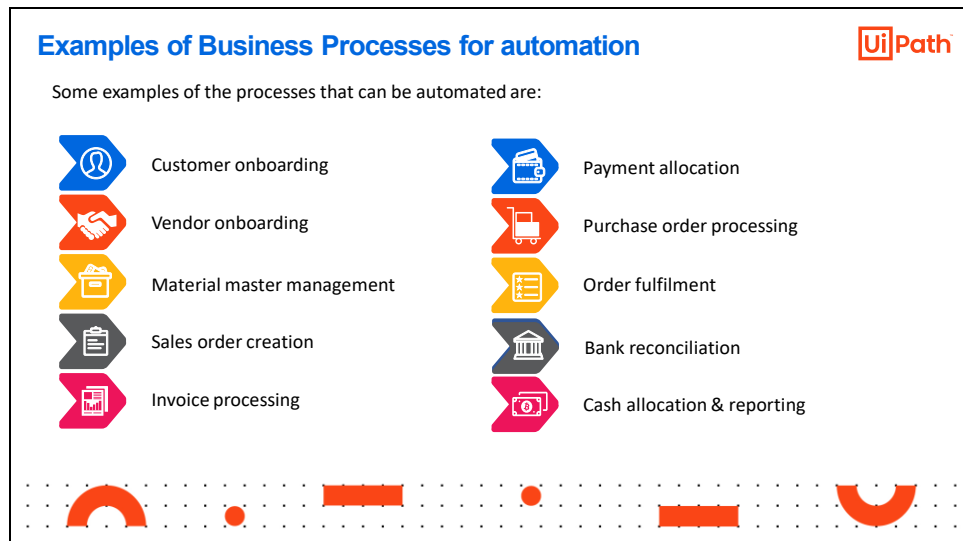 Examples of Business Processes for automation
UiPath
Some examples of the processes that can be automated are:
Customer onboarding
Vendor onboarding
Material master management
Sales order creation
Invoice processing
Payment allocation
Purchase order processing
Order fulfilment
Bank reconciliation
Cash allocation & reporting